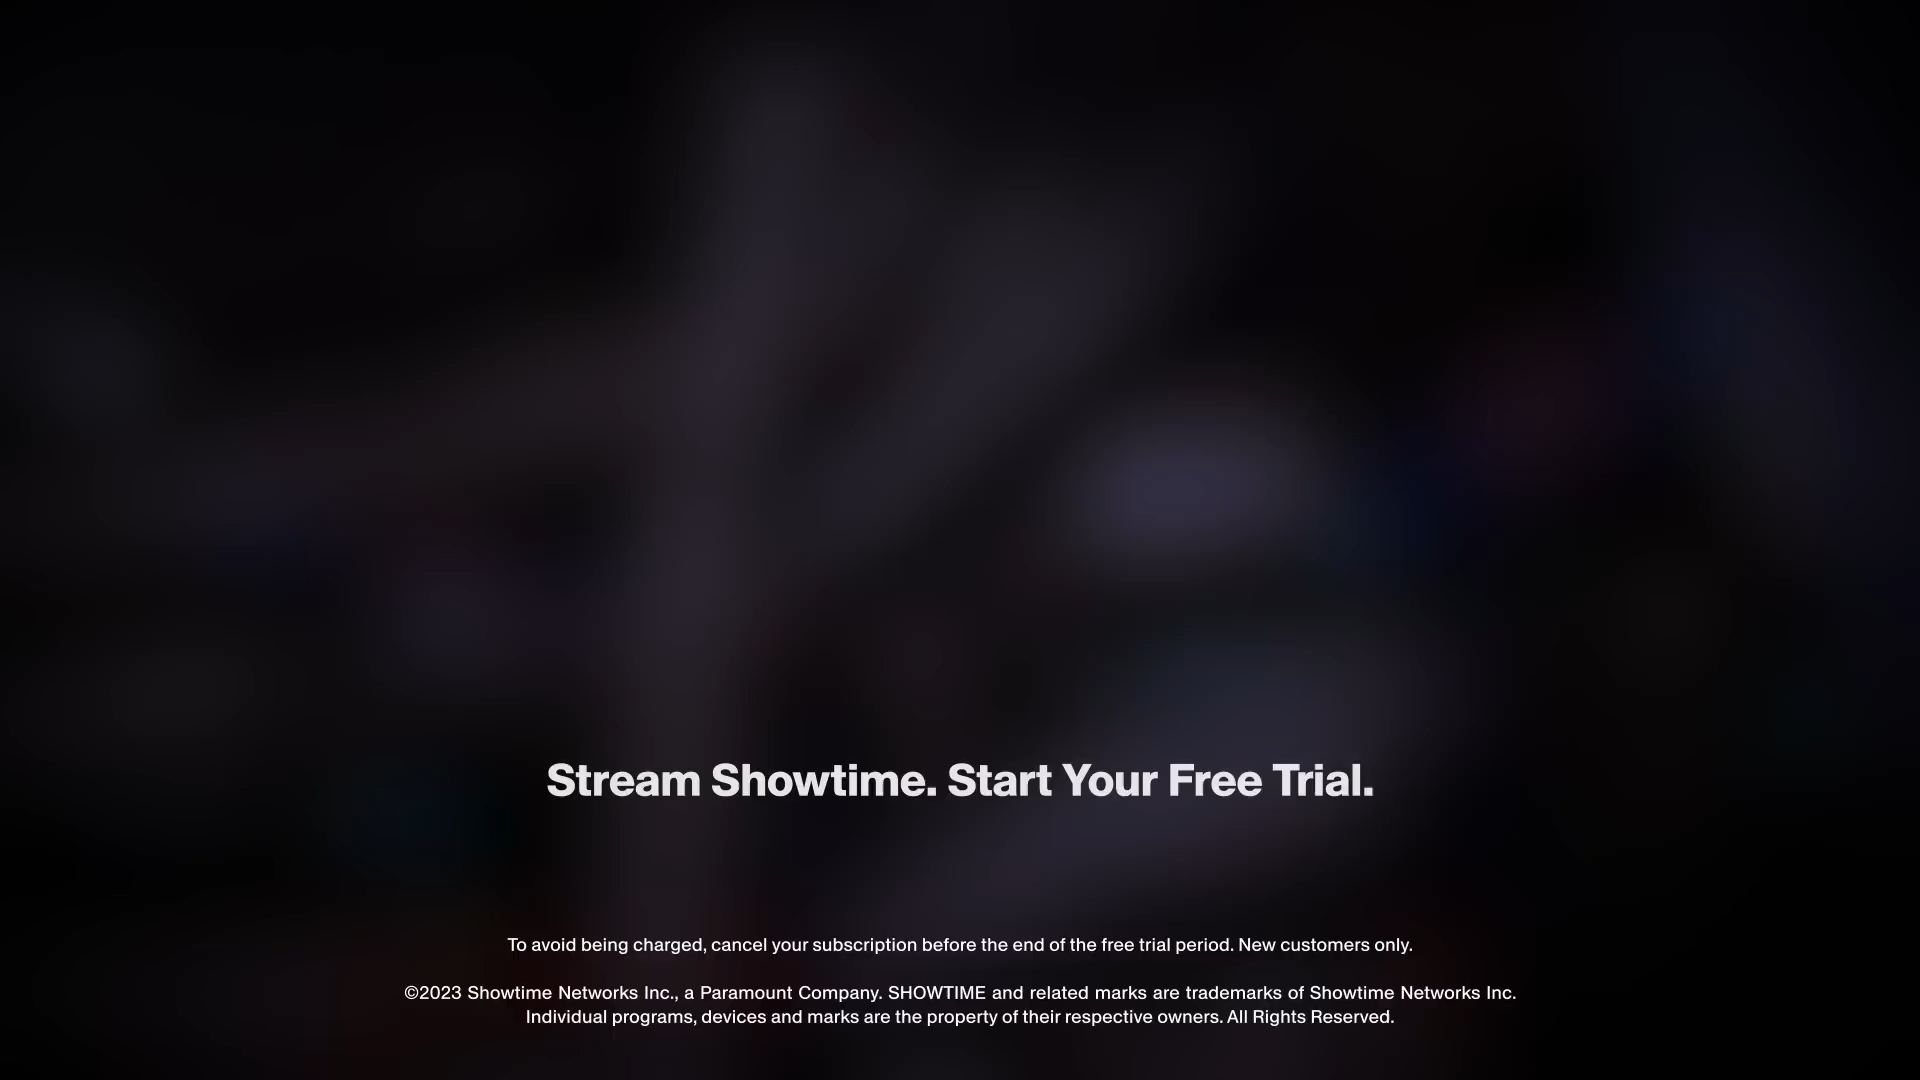 Stream Showtime. Start Your Free Trial.
To avoid being charged, cancel your subscription before the end of the free trial period. New customers only.
©2023 Showtime Networks Inc., a Paramount Company. SHOWTIME and related marks are trademarks of Showtime Networks Inc.
Individual programs, devices and marks are the property of their respective owners. All Rights Reserved.